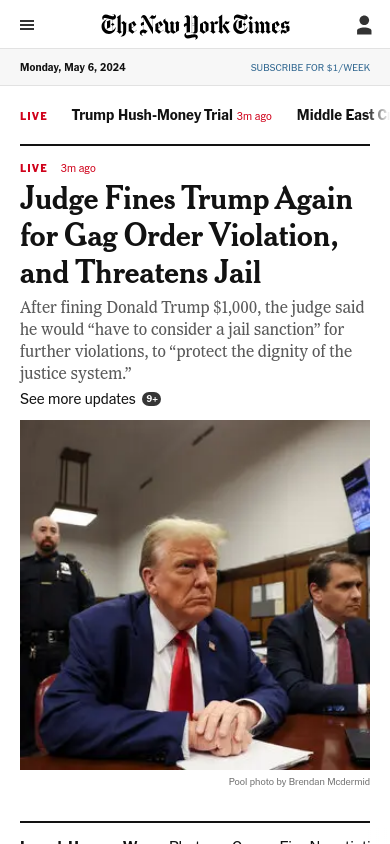 The New York Times
Monday, May 6, 2024
SUBSCRIBE FOR $1/WEEK
LIVE
Trump Hush-Money Trial 3m ago
Middle East
LIVE 3m ago
Judge Fines Trump Again
for Gag Order Violation,
and Threatens Jail
After fining Donald Trump $1,000, the judge said
he would “have to consider a jail sanction” for
further violations, to “protect the dignity of the
justice system.”
See more updates 9+
Pool photo by Brendan Mcdermid